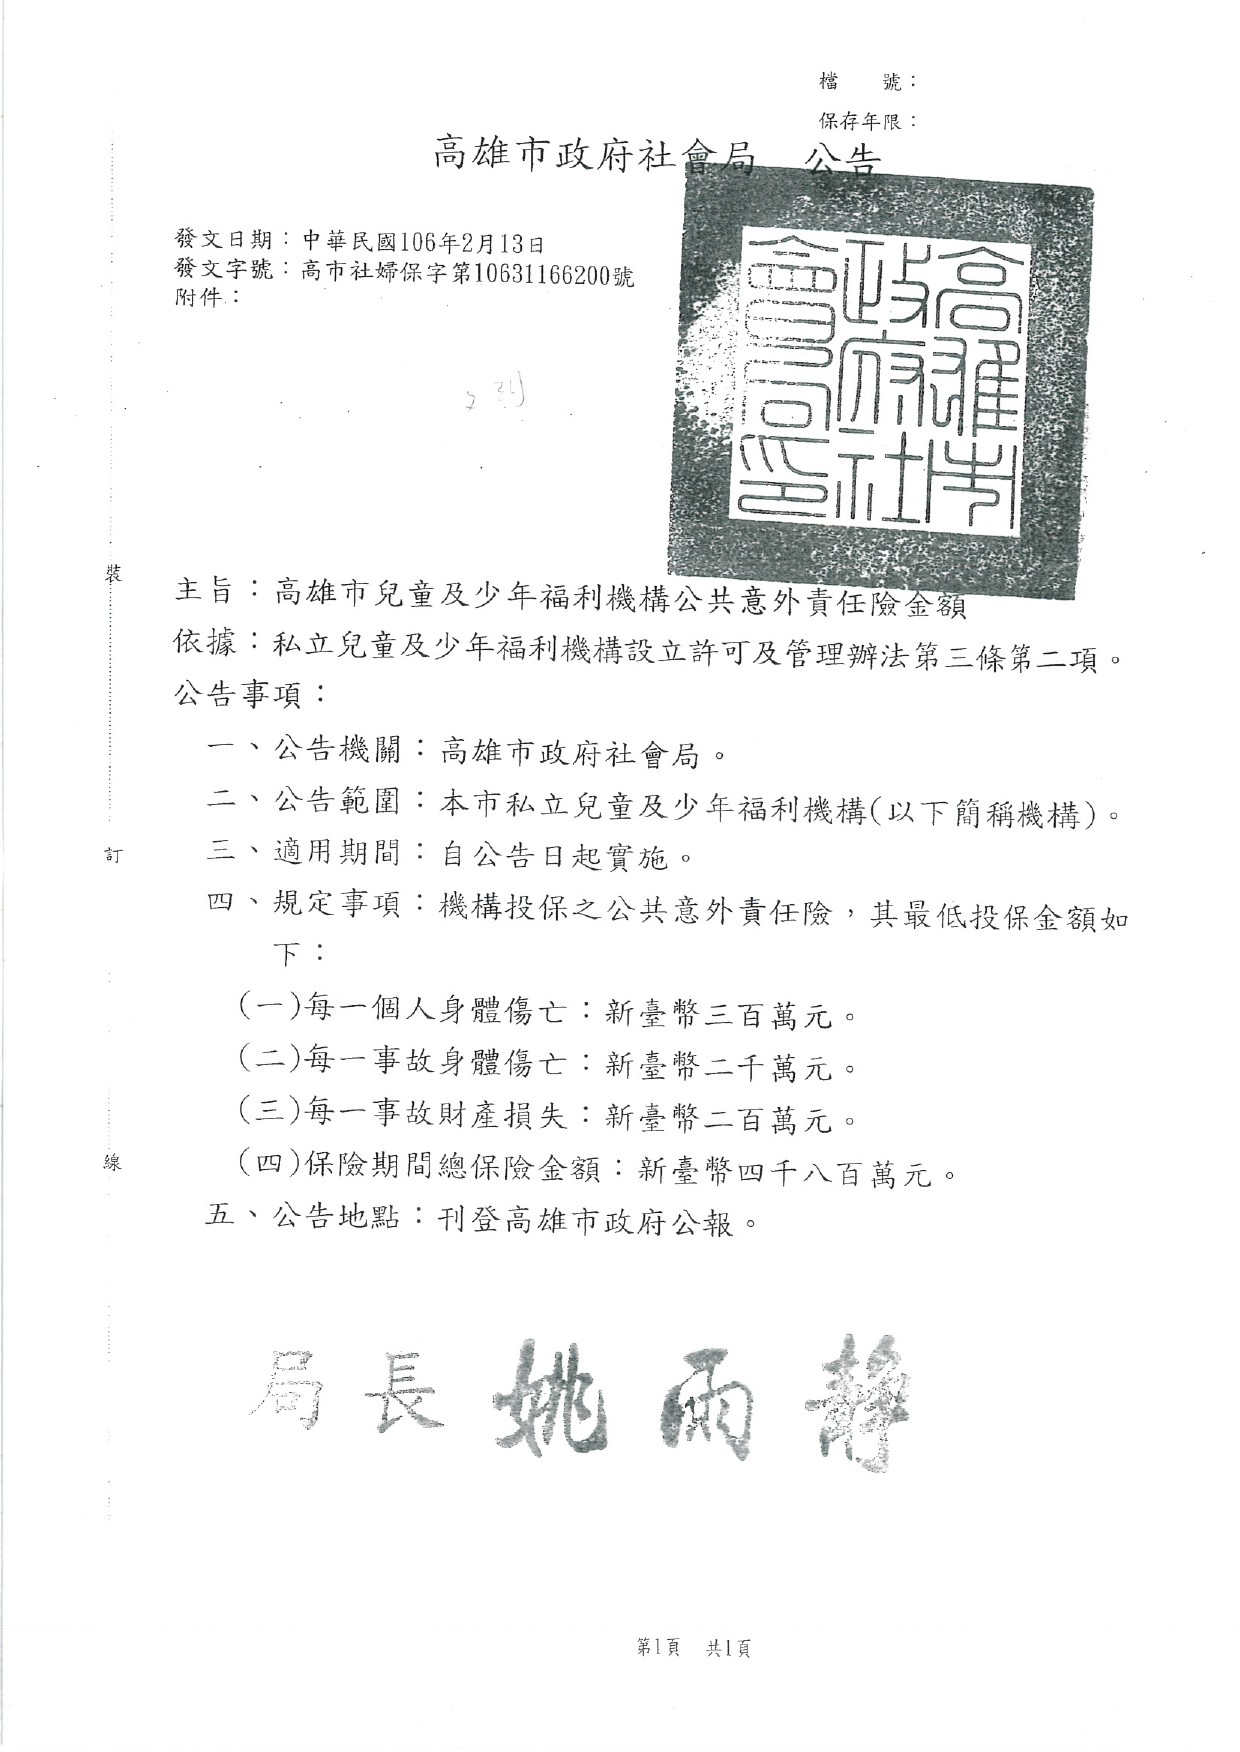 檔　　號：
保存年限：
高雄市政府社會局　公告
高雄市政府社會局印
發文日期：中華民國106年2月13日
發文字號：高市社婦保字第10631166200號
附件：
主旨：高雄市兒童及少年福利機構公共意外責任險金額
依據：私立兒童及少年福利機構設立許可及管理辦法第三條第二項。
公告事項：
一、公告機關：高雄市政府社會局。
二、公告範圍：本市私立兒童及少年福利機構(以下簡稱機構)。
三、適用期間：自公告日起實施。
四、規定事項：機構投保之公共意外責任險，其最低投保金額如
下：
(一)每一個人身體傷亡：新臺幣三百萬元。
(二)每一事故身體傷亡：新臺幣二千萬元。
(三)每一事故財產損失：新臺幣二百萬元。
(四)保險期間總保險金額：新臺幣四千八百萬元。
五、公告地點：刊登高雄市政府公報。
局長 姚雨靜
裝
訂
線
第1頁　共1頁